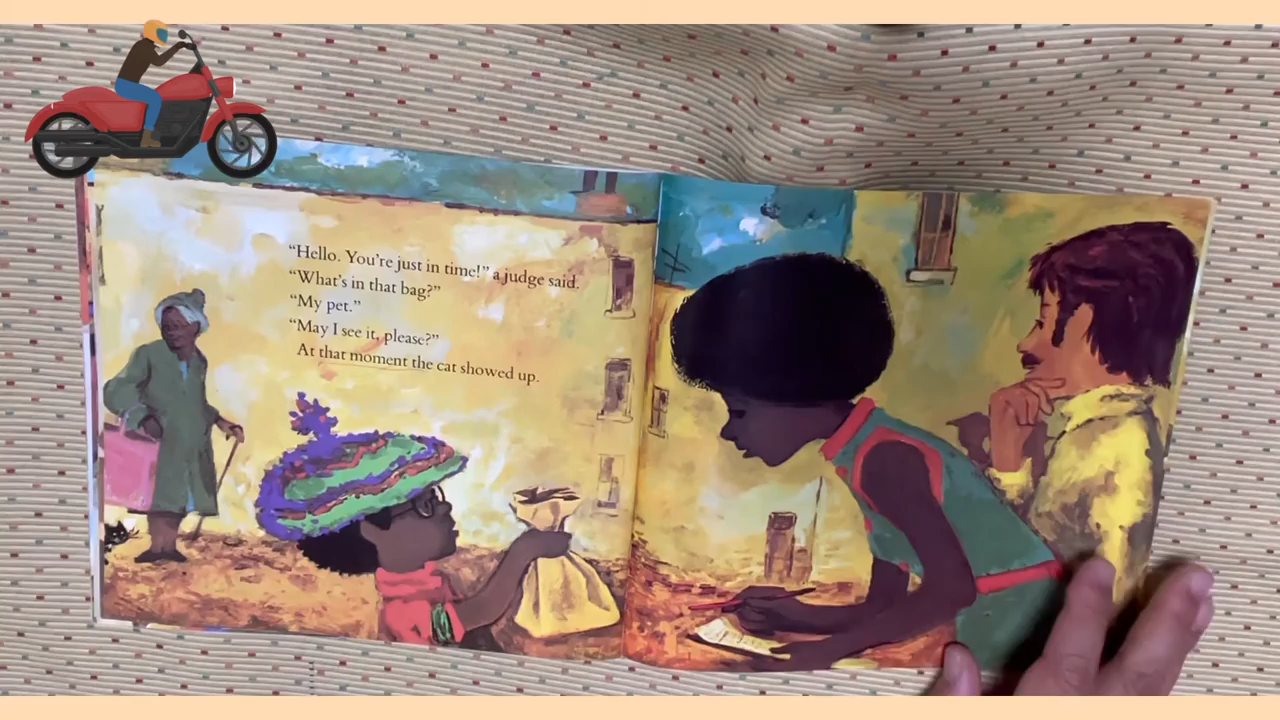 “Hello. You’re just in time!” a judge said.
“What’s in that bag?”
“My pet.”
“May I see it, please?”
At that moment the cat showed up.